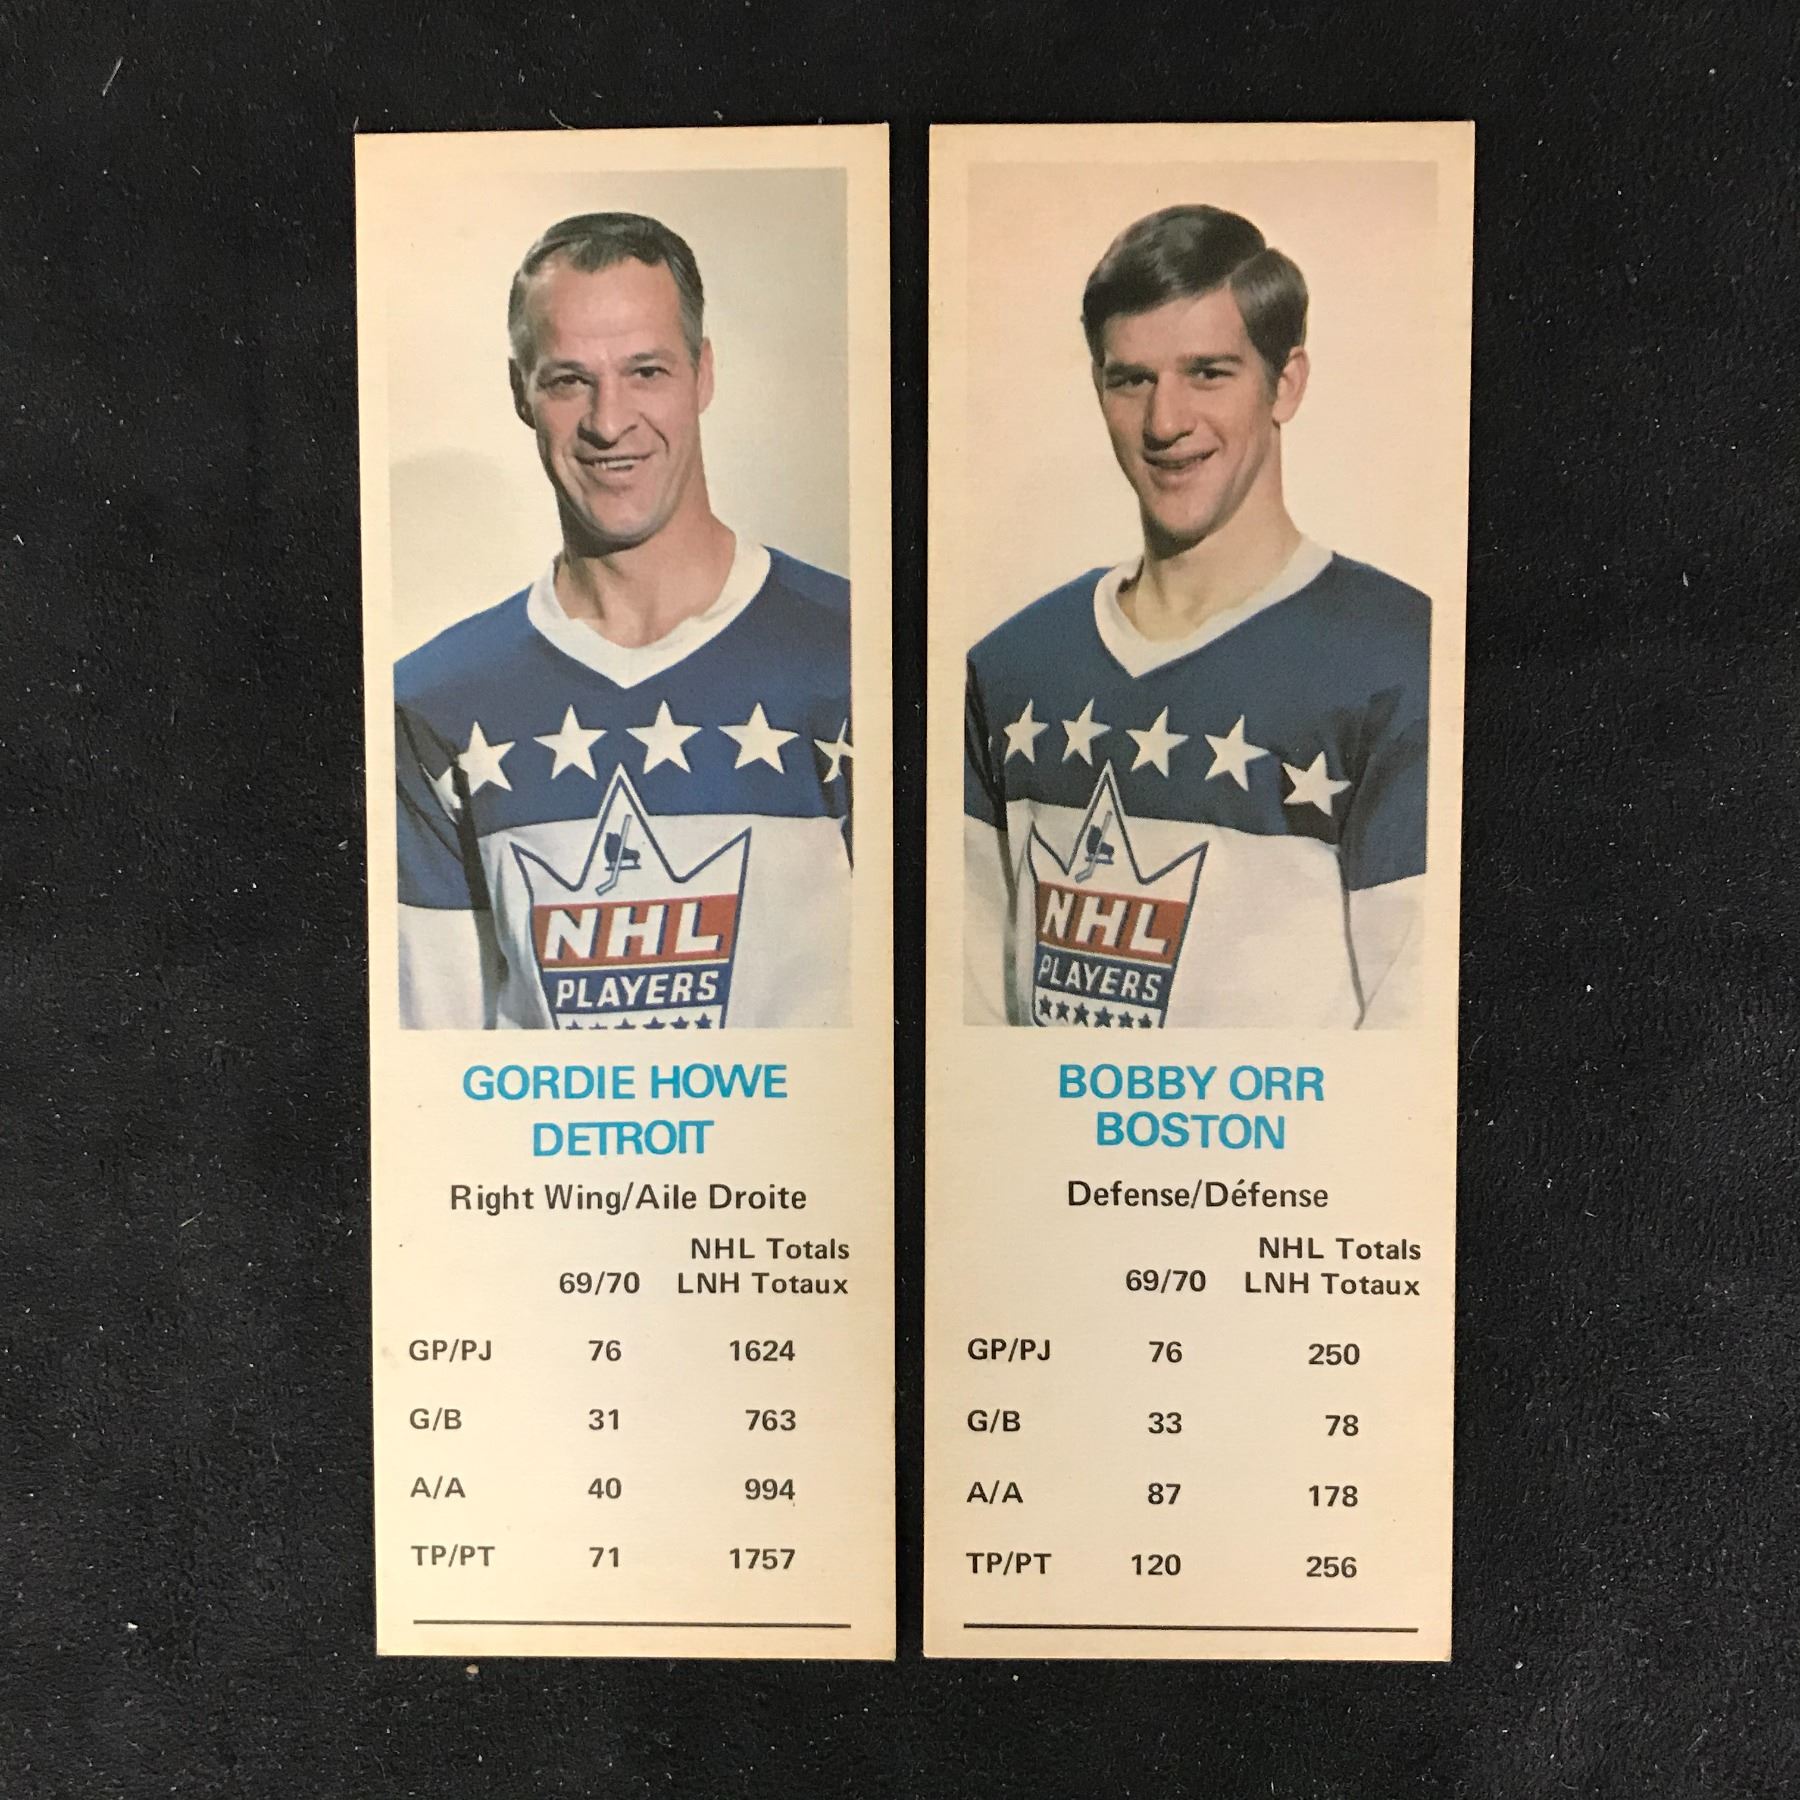 NHL
PLAYERS
GORDIE HOWE
DETROIT
Right Wing/Aile Droite
NHL Totals
69/70 LNH Totaux
GP/PJ 76 1624
G/B 31 763
A/A 40 994
TP/PT 71 1757
NHL
PLAYERS
BOBBY ORR
BOSTON
Defense/Défense
NHL Totals
69/70 LNH Totaux
GP/PJ 76 250
G/B 33 78
A/A 87 178
TP/PT 120 256